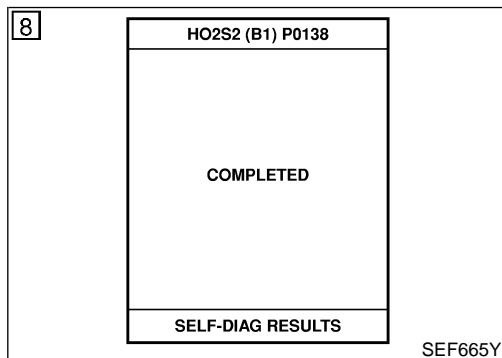 8
HO2S2 (B1) P0138
COMPLETED
SELF-DIAG RESULTS
SEF665Y